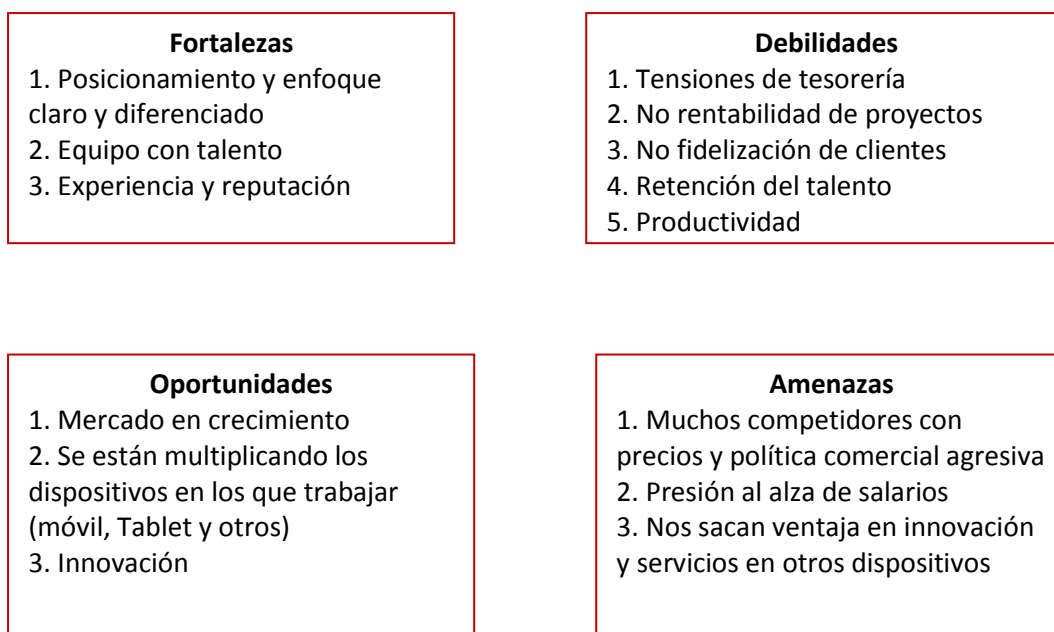 Fortalezas
1. Posicionamiento y enfoque
claro y diferenciado
2. Equipo con talento
3. Experiencia y reputación
Debilidades
1. Tensiones de tesorería
2. No rentabilidad de proyectos
3. No fidelización de clientes
4. Retención del talento
5. Productividad
Oportunidades
1. Mercado en crecimiento
2. Se están multiplicando los
dispositivos en los que trabajar
(móvil, Tablet y otros)
3. Innovación
Amenazas
1. Muchos competidores con
precios y política comercial agresiva
2. Presión al alza de salarios
3. Nos sacan ventaja en innovación
y servicios en otros dispositivos